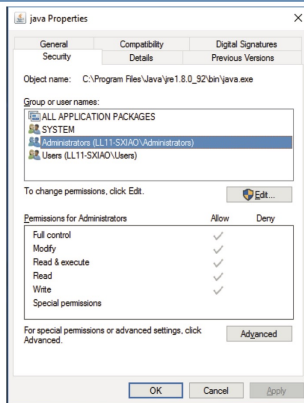 java Properties
General Compatibility Digital Signatures
Security Details Previous Versions
Object name: C:\Program Files\Java\jre1.8.0_92\bin\java.exe
Group or user names:
ALL APPLICATION PACKAGES
SYSTEM
Administrators (LL11-SXIAO\Administrators)
Users (LL11-SXIAO\Users)
To change permissions, click Edit.
Edit...
Permissions for Administrators Allow Deny
Full control
Modify
Read & execute
Read
Write
Special permissions
For special permissions or advanced settings, click
Advanced.
Advanced
OK Cancel Apply